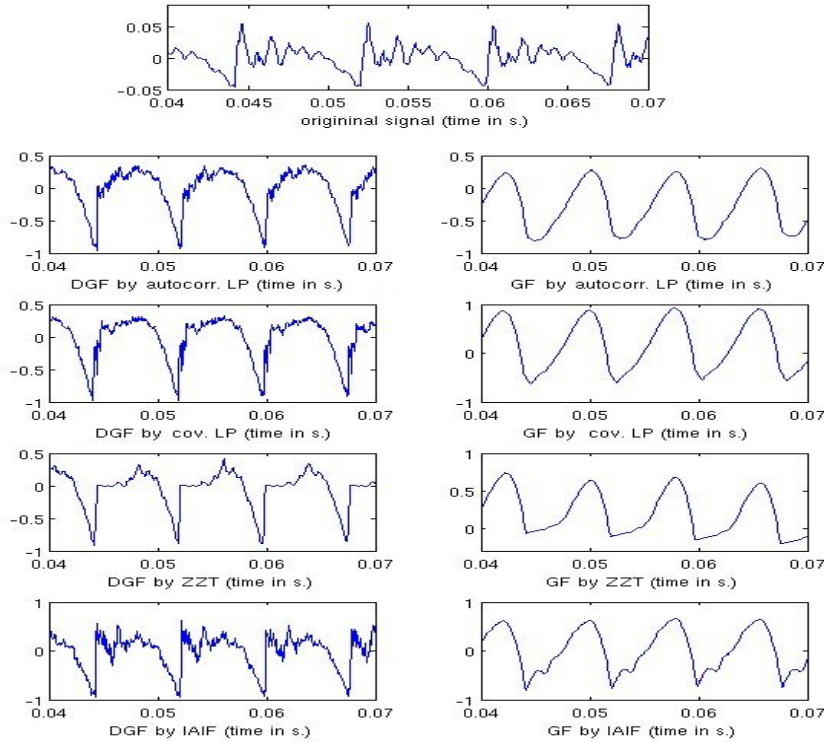 0.05
0
−0.05
0.04 0.045 0.05 0.055 0.06 0.065 0.07
origininal signal (time in s.)
0.5
0
−0.5
−1
0.04 0.05 0.06 0.07
DGF by autocorr. LP (time in s.)
0.5
0
−0.5
−1
0.04 0.05 0.06 0.07
GF by autocorr. LP (time in s.)
0.5
0
−0.5
−1
0.04 0.05 0.06 0.07
DGF by cov. LP (time in s.)
1
0
−1
0.04 0.05 0.06 0.07
GF by cov. LP (time in s.)
0.5
0
−0.5
−1
0.04 0.05 0.06 0.07
DGF by ZZT (time in s.)
1
0.5
0
0.04 0.05 0.06 0.07
GF by ZZT (time in s.)
1
0
−1
0.04 0.05 0.06 0.07
DGF by IAIF (time in s.)
1
0
−1
0.04 0.05 0.06 0.07
GF by IAIF (time in s.)